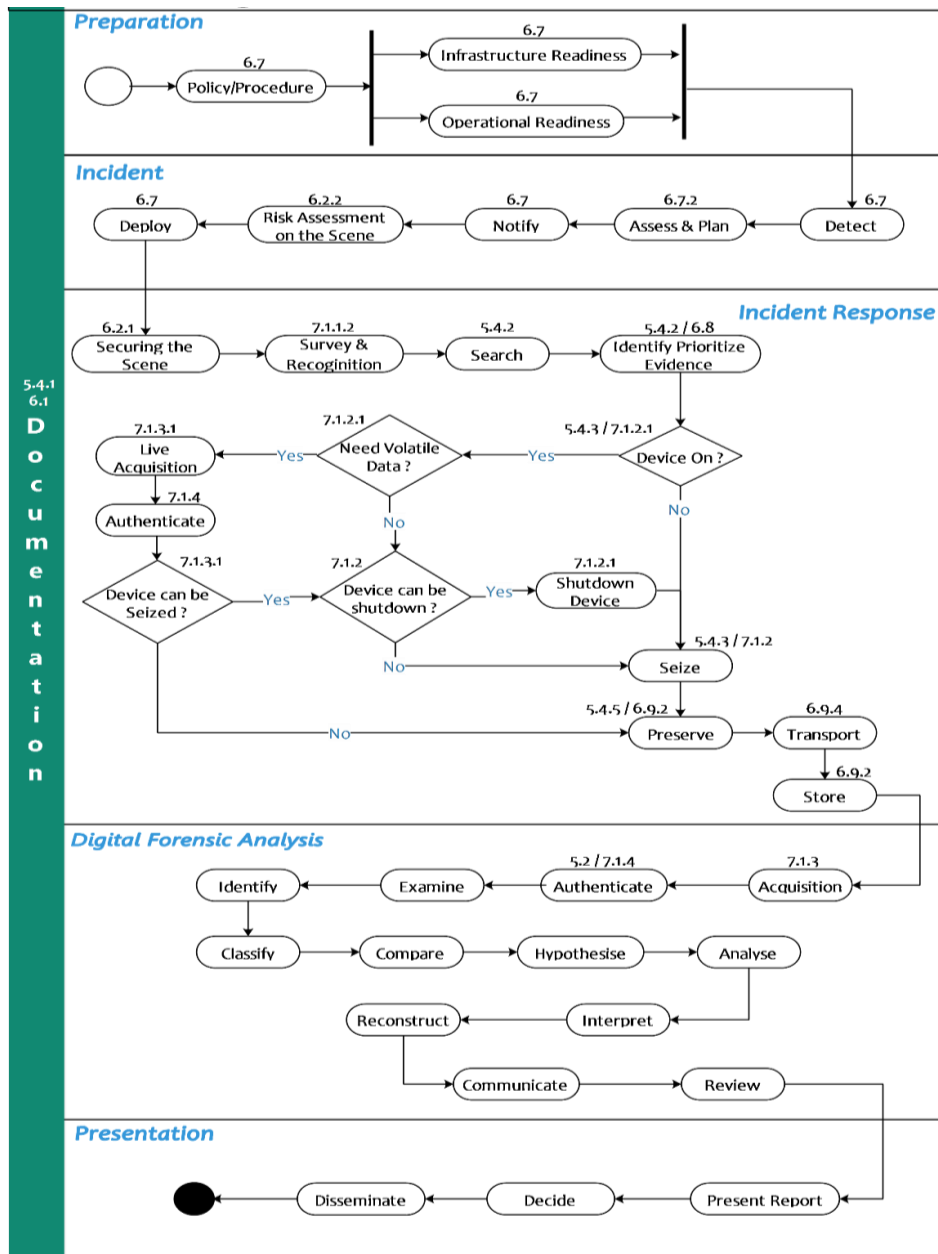 Preparation
6.7
Infrastructure Readiness
6.7
Policy/Procedure
6.7
Operational Readiness
Incident
6.7
Deploy
6.2.2
Risk Assessment
on the Scene
6.7
Notify
6.7.2
Assess & Plan
6.7
Detect
Incident Response
6.2.1
Securing the
Scene
7.1.1.2
Survey &
Recoginition
5.4.2
Search
5.4.2 / 6.8
Identify Prioritize
Evidence
5.4.1
6.1
Documentation
7.1.3.1
Live
Acquisition
Yes
7.1.2.1
Need Volatile
Data ?
Yes
5.4.3 / 7.1.2.1
Device On ?
7.1.4
Authenticate
No
No
7.1.3.1
Device can be
Seized ?
Yes
7.1.2
Device can be
shutdown ?
Yes
7.1.2.1
Shutdown
Device
No
5.4.3 / 7.1.2
Seize
No
5.4.5 / 6.9.2
Preserve
6.9.4
Transport
6.9.2
Store
Digital Forensic Analysis
Identify
Examine
5.2 / 7.1.4
Authenticate
7.1.3
Acquisition
Classify
Compare
Hypothesise
Analyse
Reconstruct
Interpret
Communicate
Review
Presentation
Disseminate
Decide
Present Report